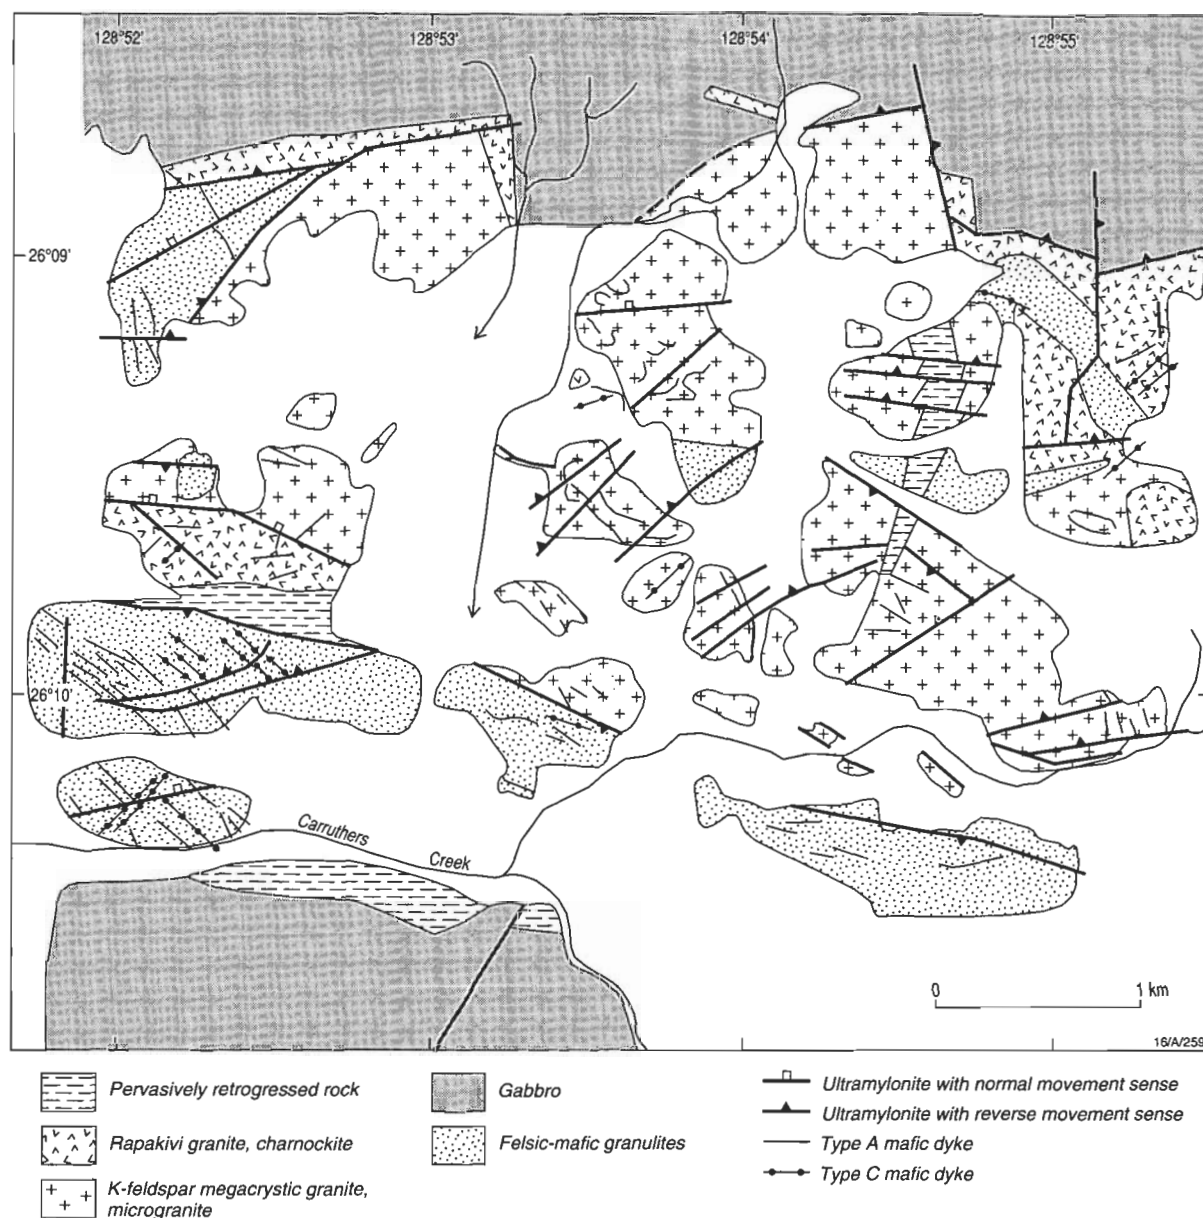 128°52'
128°53'
128°54'
128°55'
26°09'
26°10'
Carruthers
Creek
0 1 km
16/A/259
Pervasively retrogressed rock
Rapakivi granite, charnockite
K-feldspar megacrystic granite,
microgranite
Gabbro
Felsic-mafic granulites
Ultramylonite with normal movement sense
Ultramylonite with reverse movement sense
Type A mafic dyke
Type C mafic dyke